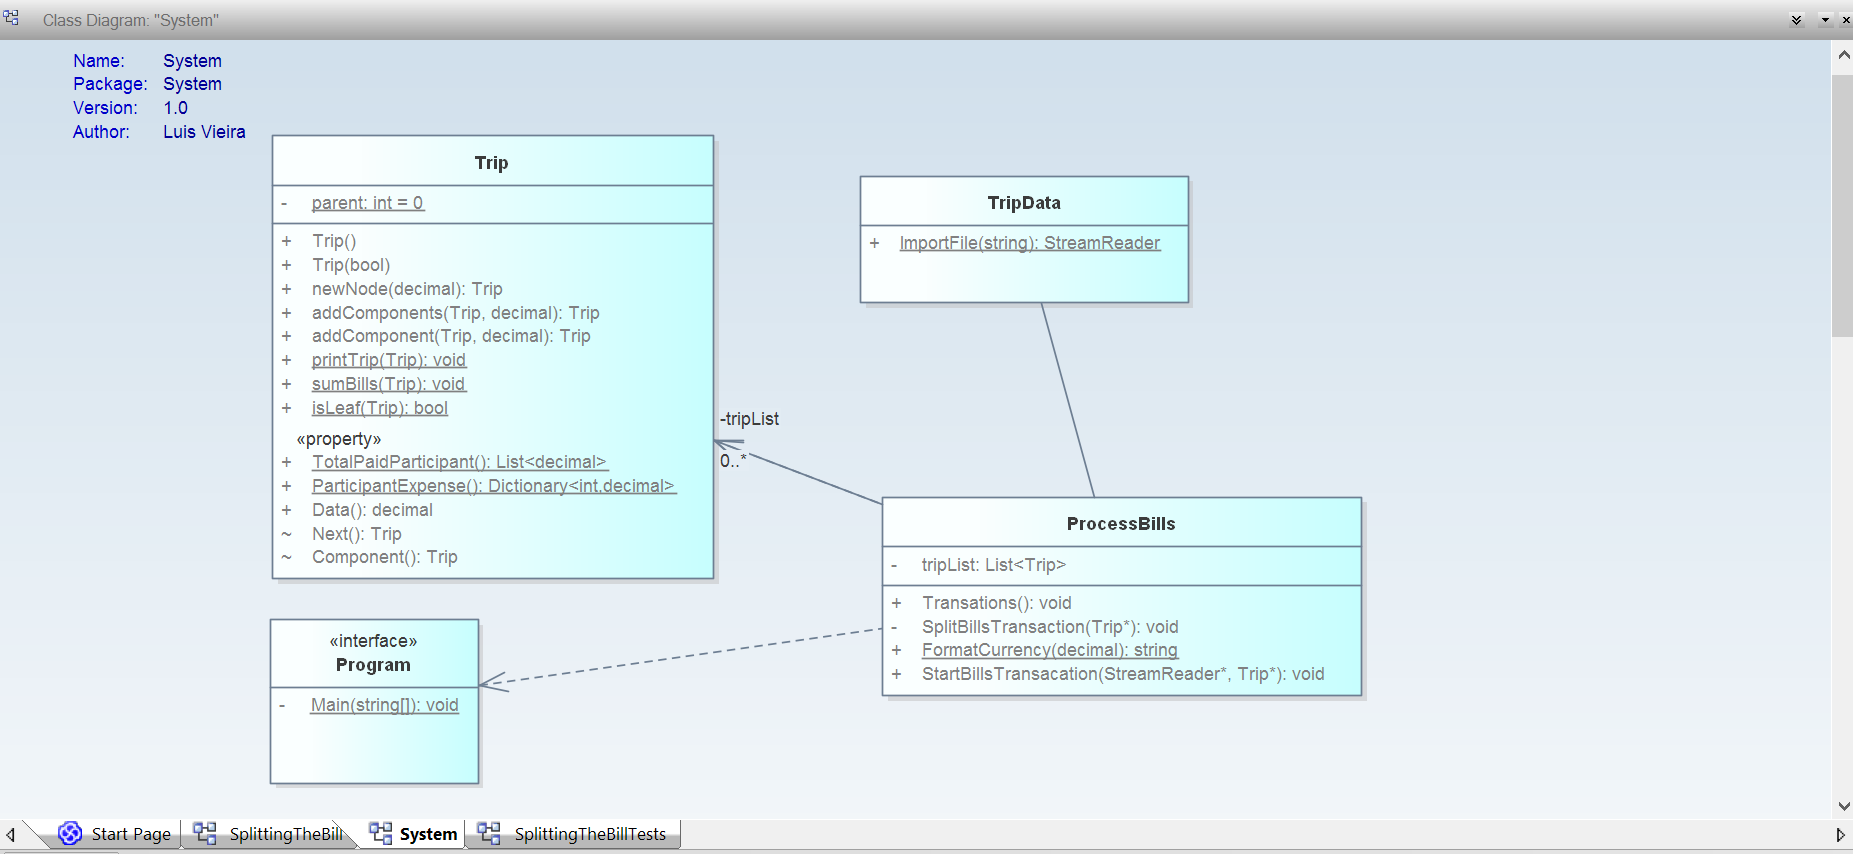 Class Diagram: "System"
Name: System
Package: System
Version: 1.0
Author: Luis Vieira
Trip
- parent: int = 0
+ Trip()
+ Trip(bool)
+ newNode(decimal): Trip
+ addComponents(Trip, decimal): Trip
+ addComponent(Trip, decimal): Trip
+ printTrip(Trip): void
+ sumBills(Trip): void
+ isLeaf(Trip): bool
«property»
+ TotalPaidParticipant(): List<decimal>
+ ParticipantExpense(): Dictionary<int,decimal>
+ Data(): decimal
~ Next(): Trip
~ Component(): Trip
TripData
+ ImportFile(string): StreamReader
-tripList
0..*
ProcessBills
- tripList: List<Trip>
+ Transations(): void
- SplitBillsTransaction(Trip*): void
+ FormatCurrency(decimal): string
+ StartBillsTransacation(StreamReader*, Trip*): void
«interface»
Program
- Main(string[]): void
Start Page
SplittingTheBill
System
SplittingTheBillTests